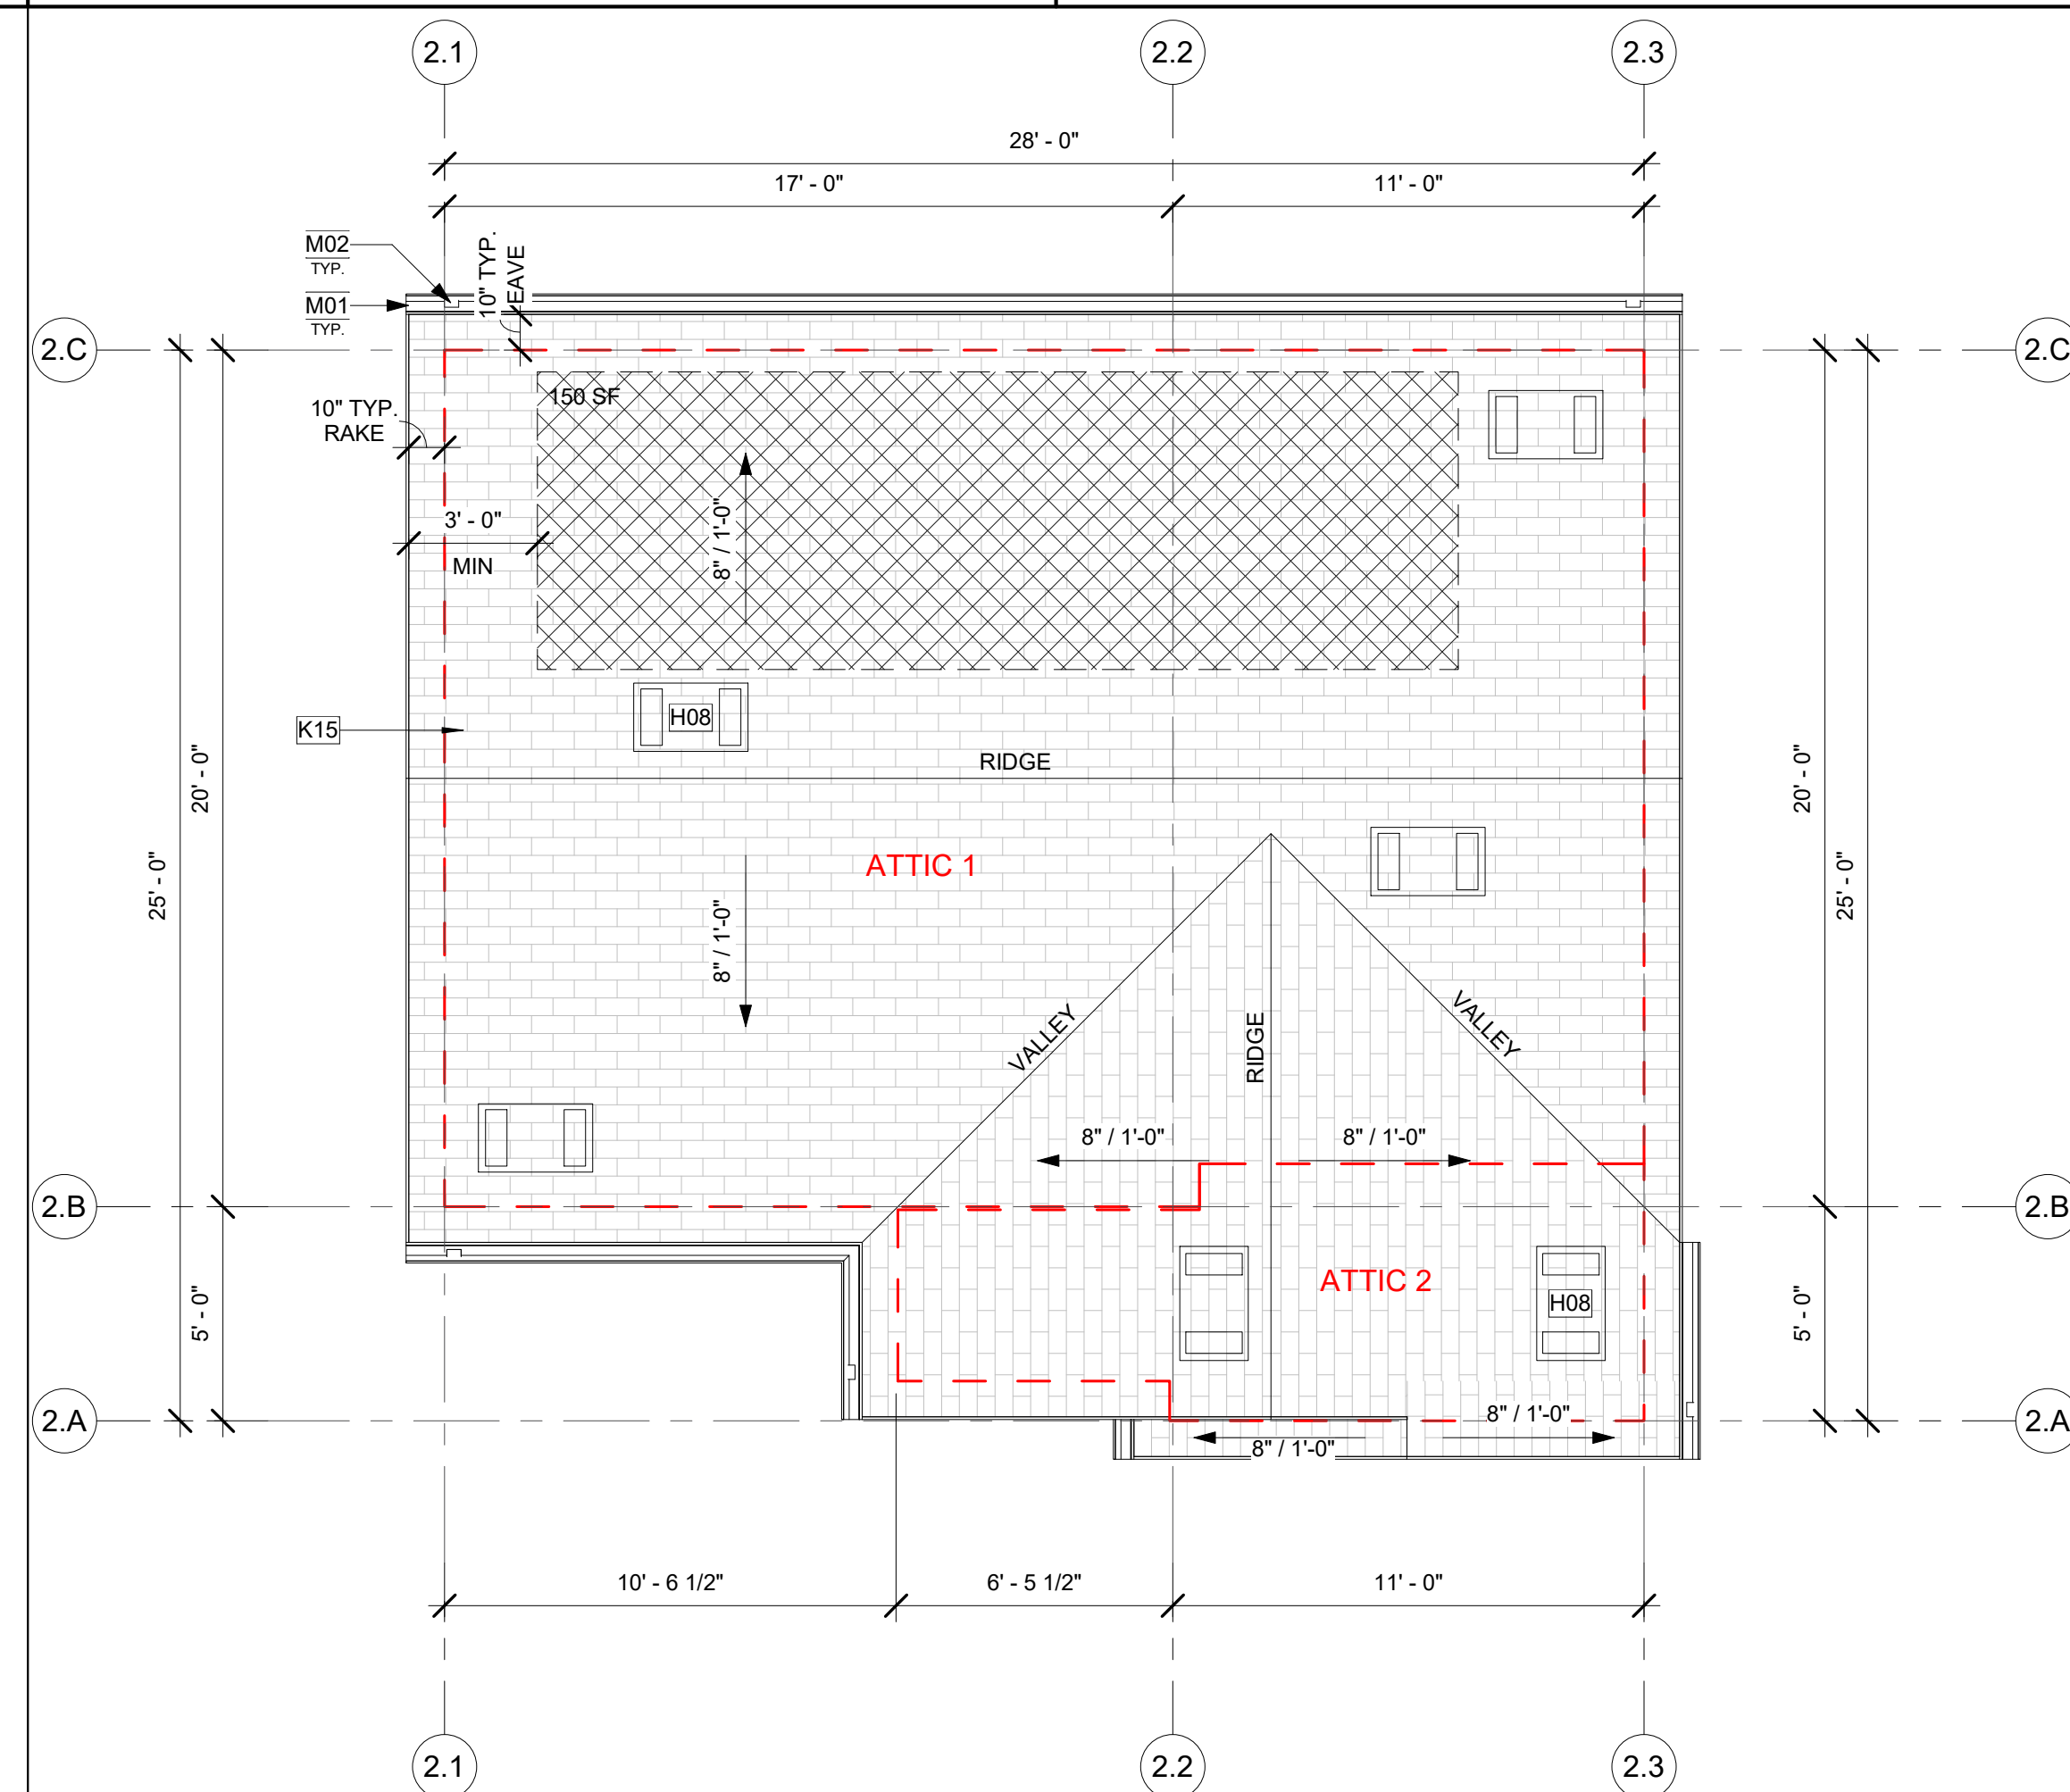 2.1
2.2
2.3
28' - 0"
17' - 0"
11' - 0"
M02
TYP.
M01
TYP.
10" TYP.
EAVE
2.C
2.C
150 SF
10" TYP.
RAKE
3' - 0"
MIN
8" / 1'-0"
K15
H08
RIDGE
20' - 0"
20' - 0"
25' - 0"
25' - 0"
ATTIC 1
8" / 1'-0"
VALLEY
RIDGE
VALLEY
8" / 1'-0"
8" / 1'-0"
2.B
2.B
ATTIC 2
H08
5' - 0"
5' - 0"
2.A
2.A
8" / 1'-0"
8" / 1'-0"
10' - 6 1/2"
6' - 5 1/2"
11' - 0"
2.1
2.2
2.3